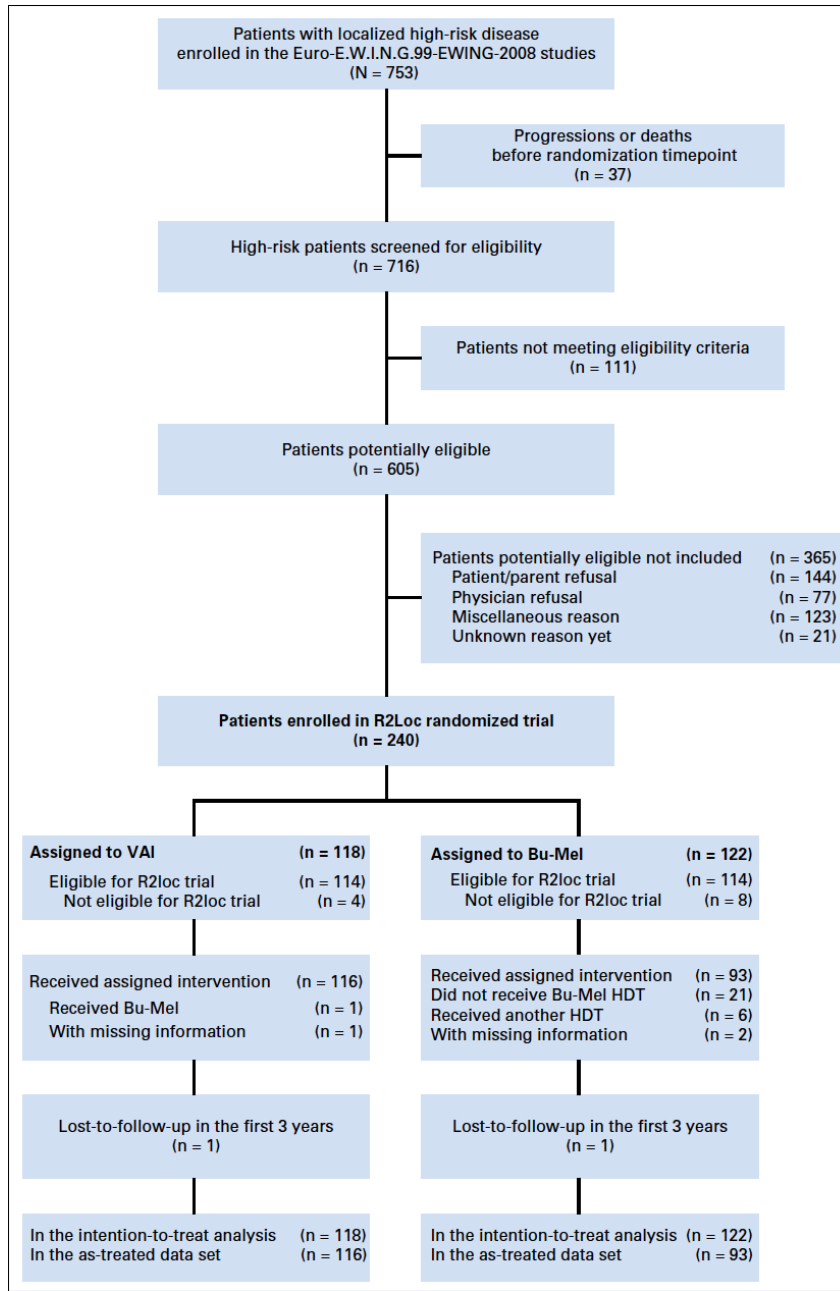 Patients with localized high-risk disease
enrolled in the Euro-E.W.I.N.G.99-EWING-2008 studies
(N = 753)
Progressions or deaths
before randomization timepoint
(n = 37)
High-risk patients screened for eligibility
(n = 716)
Patients not meeting eligibility criteria
(n = 111)
Patients potentially eligible
(n = 605)
Patients potentially eligible not included (n = 365)
Patient/parent refusal (n = 144)
Physician refusal (n = 77)
Miscellaneous reason (n = 123)
Unknown reason yet (n = 21)
Patients enrolled in R2Loc randomized trial
(n = 240)
Assigned to VAI (n = 118)
Eligible for R2loc trial (n = 114)
Not eligible for R2loc trial (n = 4)
Assigned to Bu-Mel (n = 122)
Eligible for R2loc trial (n = 114)
Not eligible for R2loc trial (n = 8)
Received assigned intervention (n = 116)
Received Bu-Mel (n = 1)
With missing information (n = 1)
Received assigned intervention (n = 93)
Did not receive Bu-Mel HDT (n = 21)
Received another HDT (n = 6)
With missing information (n = 2)
Lost-to-follow-up in the first 3 years
(n = 1)
Lost-to-follow-up in the first 3 years
(n = 1)
In the intention-to-treat analysis (n = 118)
In the as-treated data set (n = 116)
In the intention-to-treat analysis (n = 122)
In the as-treated data set (n = 93)